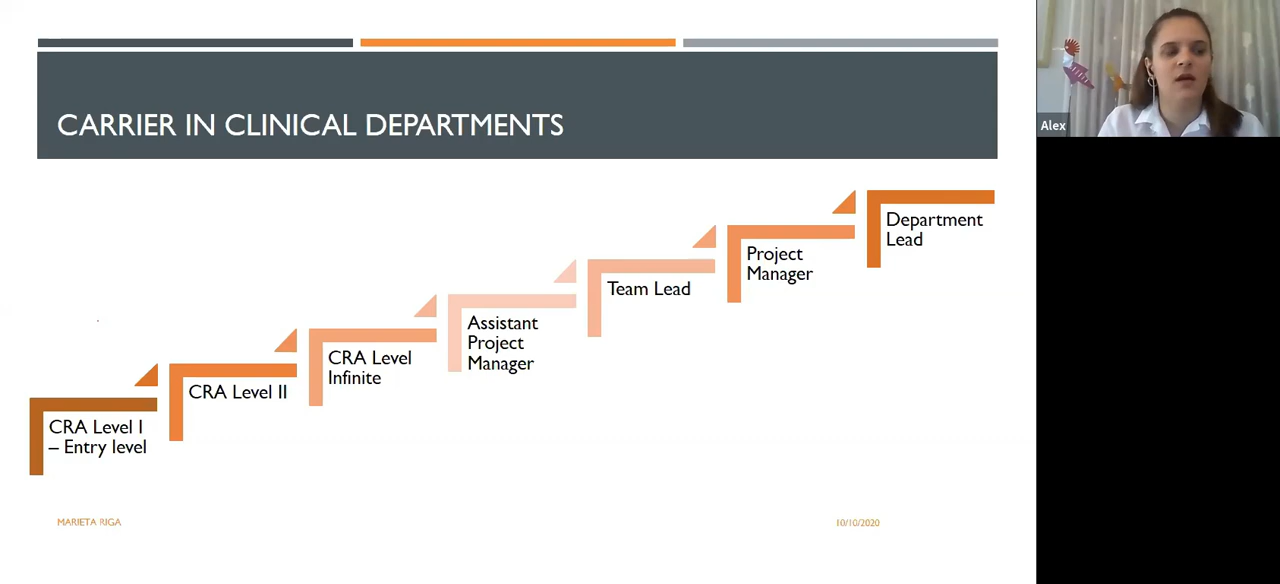 CARRIER IN CLINICAL DEPARTMENTS
Alex
Department
Lead
Project
Manager
Team Lead
Assistant
Project
Manager
CRA Level
Infinite
CRA Level II
CRA Level I
– Entry level
MARIETA RIGA
10/10/2020